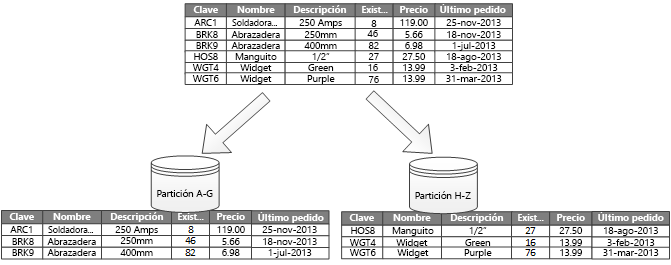 Clave Nombre Descripción Exist... Precio Último pedido
ARC1 Soldadora... 250 Amps 8 119.00 25-nov-2013
BRK8 Abrazadera 250mm 46 5.66 18-nov-2013
BRK9 Abrazadera 400mm 82 6.98 1-jul-2013
HOS8 Manguito 1/2" 27 27.50 18-ago-2013
WGT4 Widget Green 16 13.99 3-feb-2013
WGT6 Widget Purple 76 13.99 31-mar-2013
Partición A-G
Partición H-Z
Clave Nombre Descripción Exist... Precio Último pedido
ARC1 Soldadora... 250 Amps 8 119.00 25-nov-2013
BRK8 Abrazadera 250mm 46 5.66 18-nov-2013
BRK9 Abrazadera 400mm 82 6.98 1-jul-2013
Clave Nombre Descripción Exist... Precio Último pedido
HOS8 Manguito 1/2" 27 27.50 18-ago-2013
WGT4 Widget Green 16 13.99 3-feb-2013
WGT6 Widget Purple 76 13.99 31-mar-2013